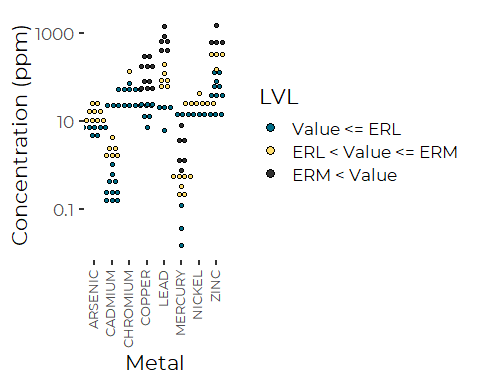 Concentration (ppm)
1000
10
0.1
ARSENIC
CADMIUM
CHROMIUM
COPPER
LEAD
MERCURY
NICKEL
ZINC
Metal
LVL
Value <= ERL
ERL < Value <= ERM
ERM < Value